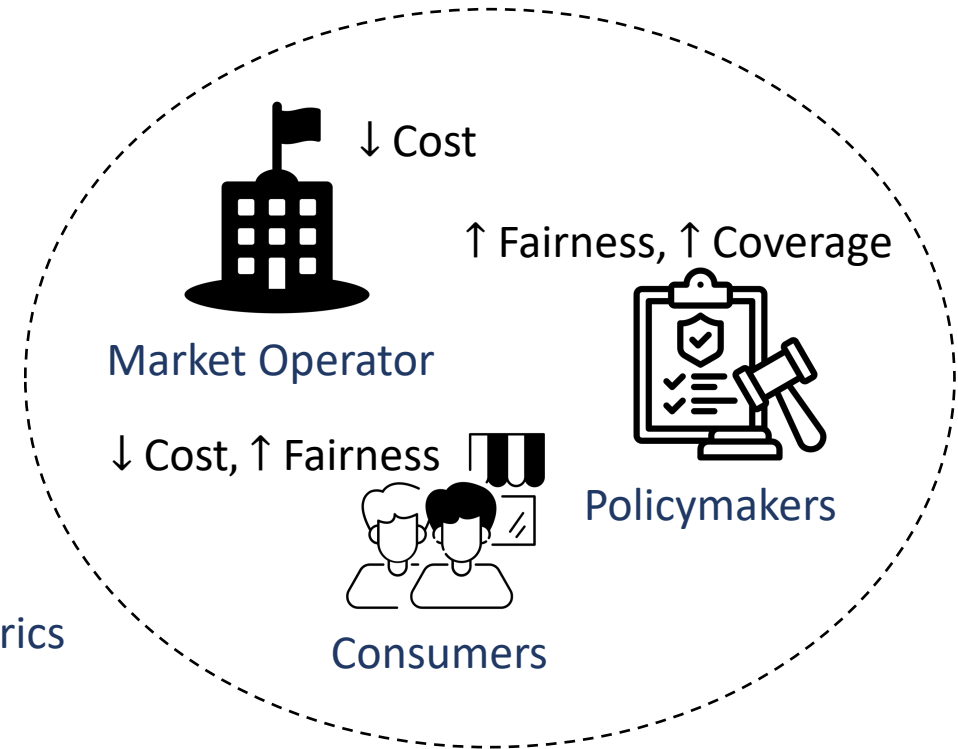 ↓ Cost
↑ Fairness, ↑ Coverage
Market Operator
↓ Cost, ↑ Fairness
Policymakers
rics
Consumers